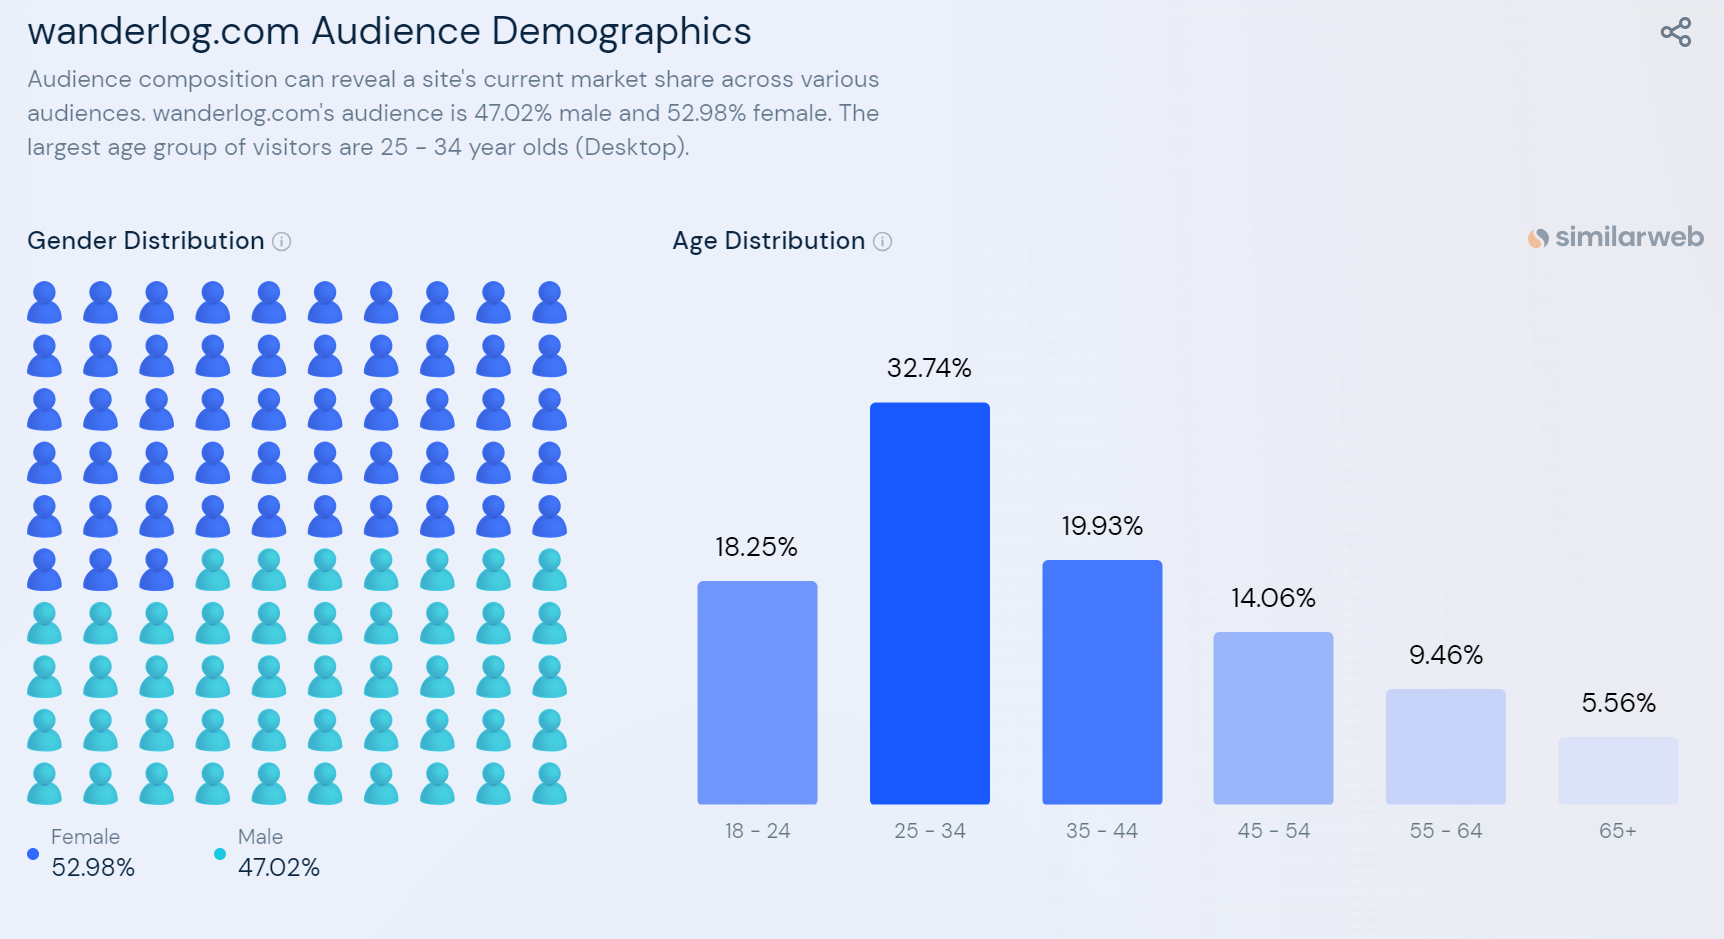 wanderlog.com Audience Demographics
Audience composition can reveal a site's current market share across various
audiences. wanderlog.com's audience is 47.02% male and 52.98% female. The
largest age group of visitors are 25 - 34 year olds (Desktop).
Gender Distribution
Female
52.98%
Male
47.02%
Age Distribution
similarweb
18.25%
32.74%
19.93%
14.06%
9.46%
5.56%
18 - 24
25 - 34
35 - 44
45 - 54
55 - 64
65+